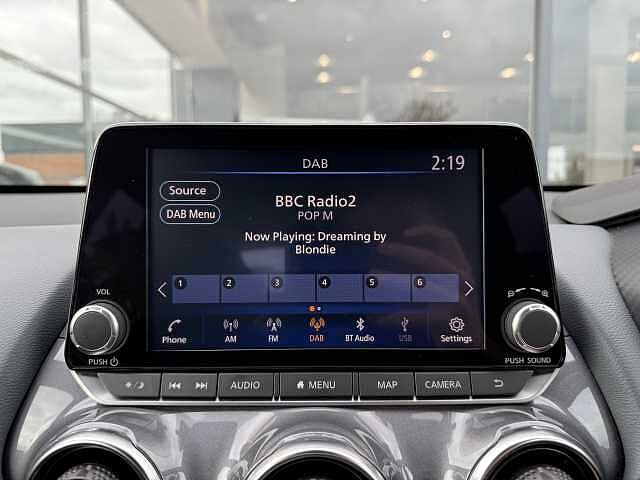 DAB
2:19
Source
BBC Radio2
POP M
DAB Menu
Now Playing: Dreaming by
Blondie
1 2 3 4 5 6
Phone AM FM DAB BT Audio USB Settings
VOL
PUSH
PUSH SOUND
AUDIO MENU MAP CAMERA